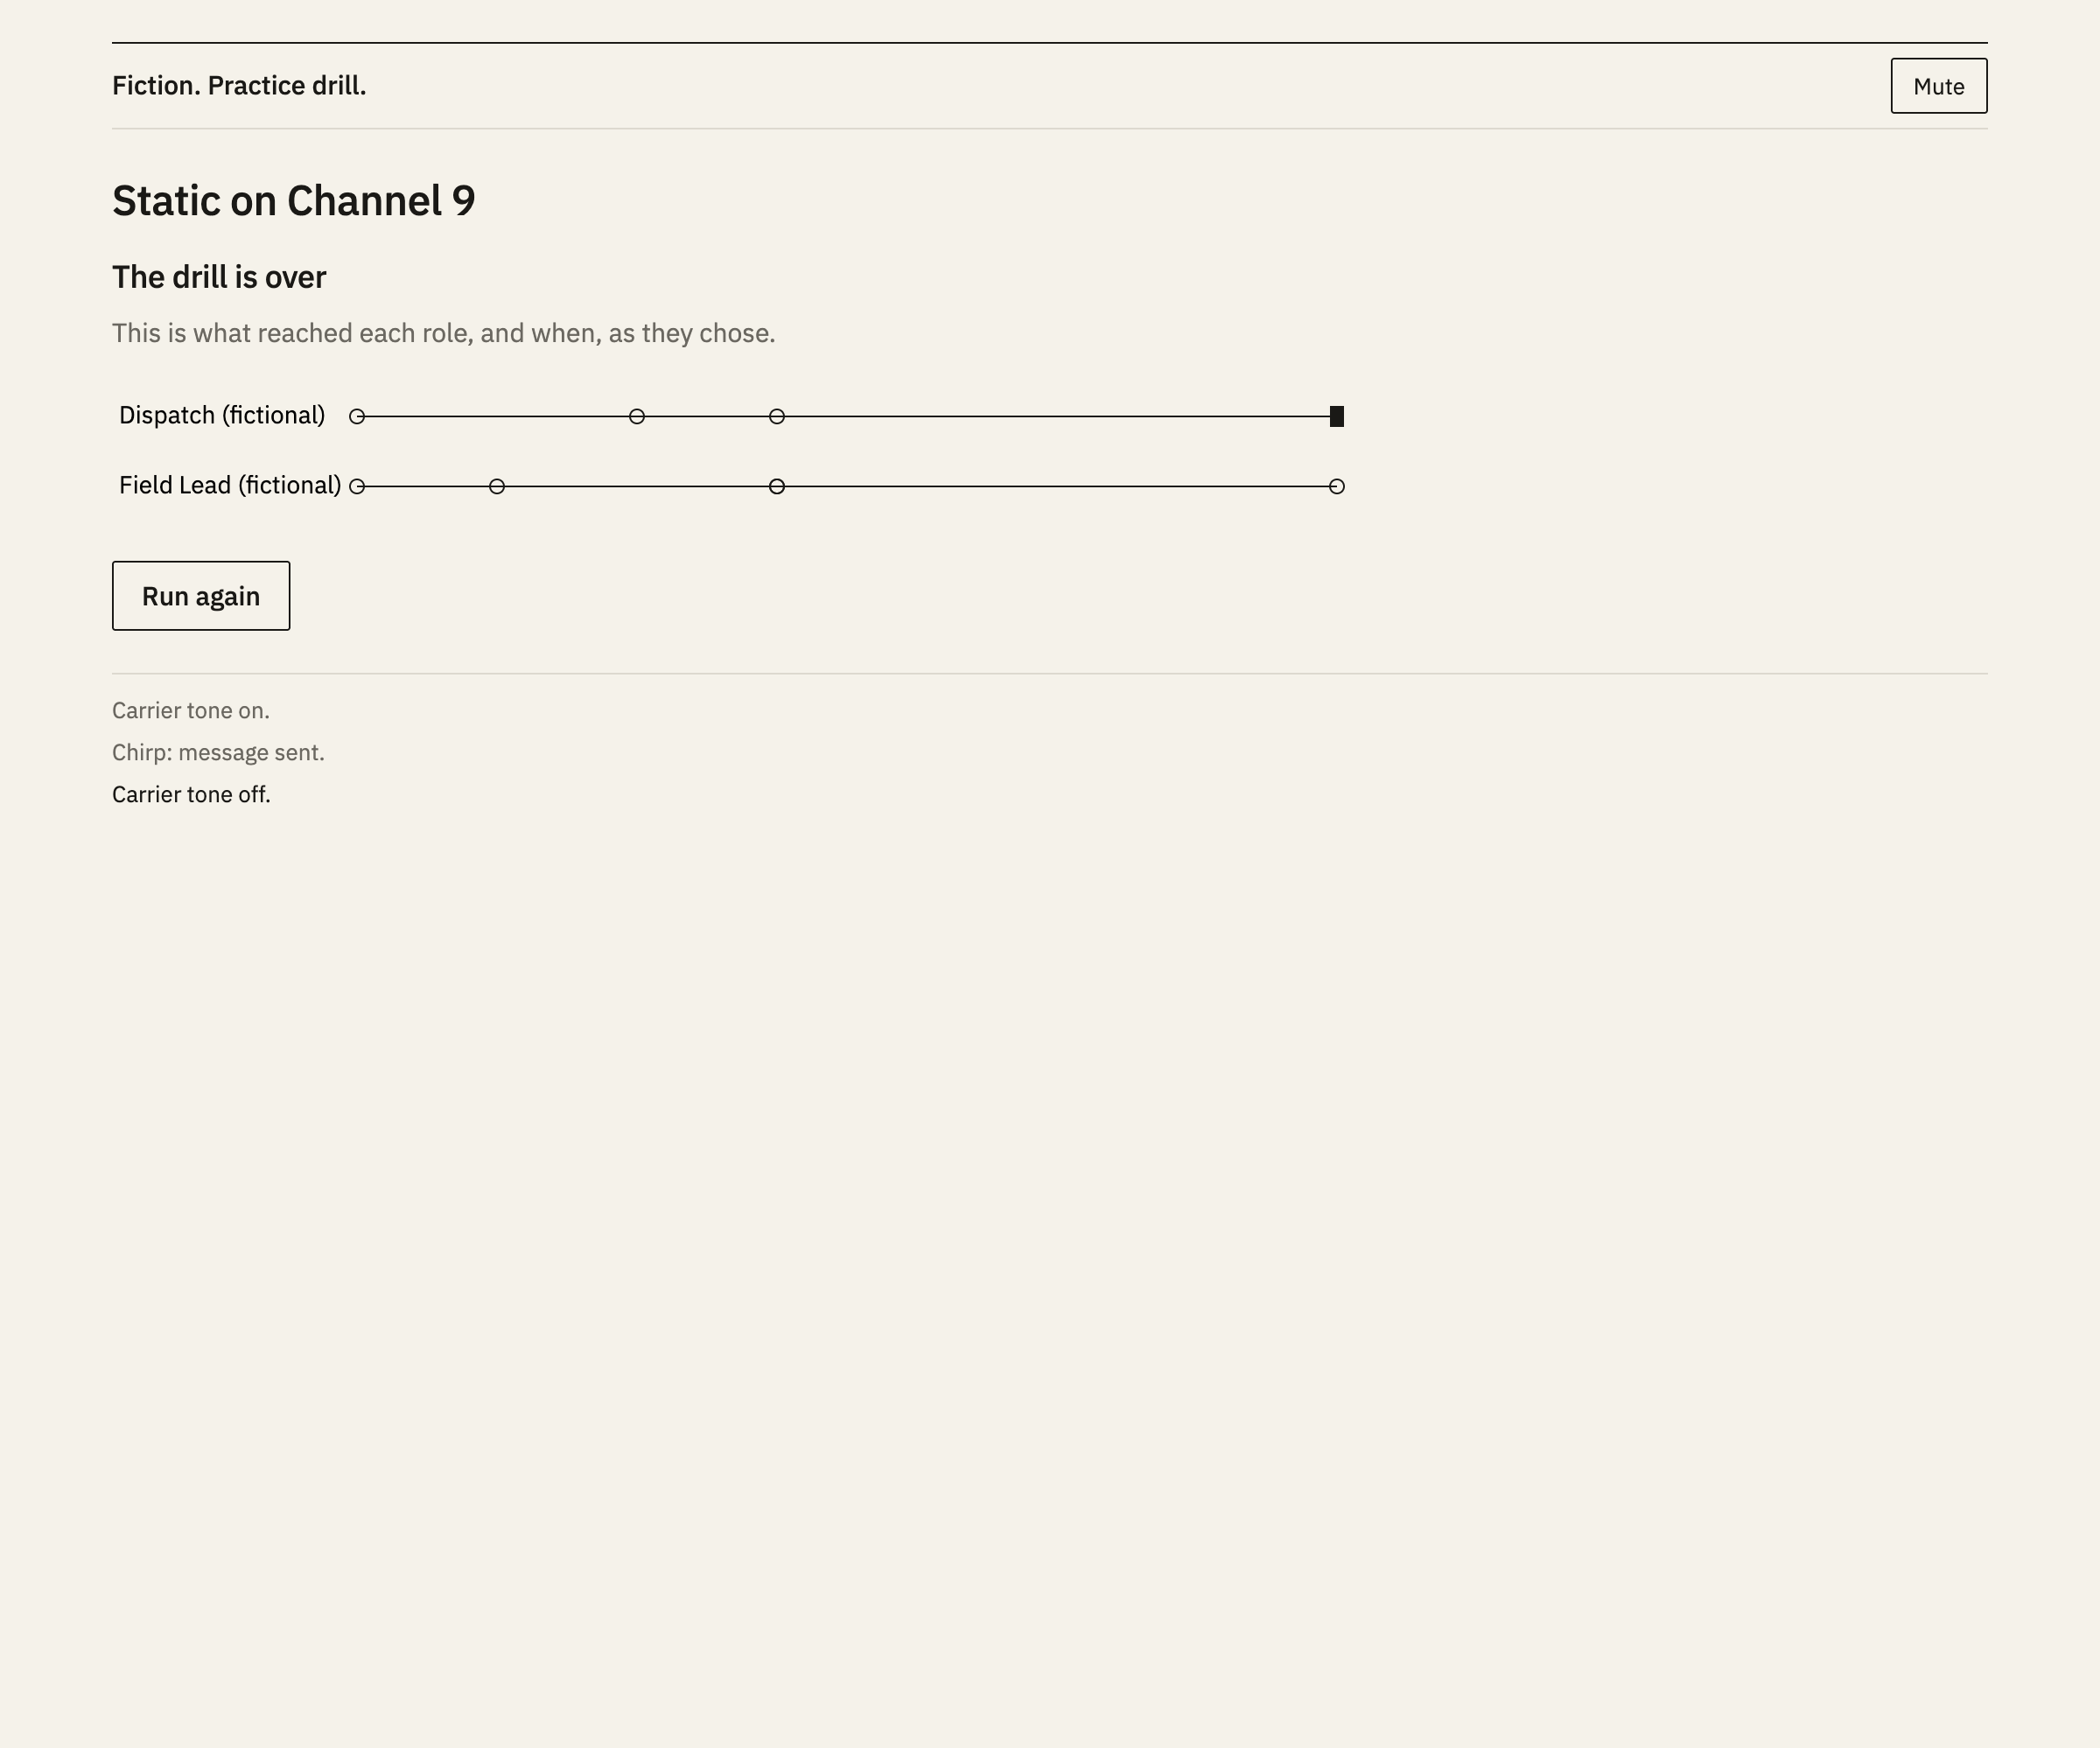 Fiction. Practice drill.
Mute
Static on Channel 9
The drill is over
This is what reached each role, and when, as they chose.
Dispatch (fictional)
Field Lead (fictional)
Run again
Carrier tone on.
Chirp: message sent.
Carrier tone off.